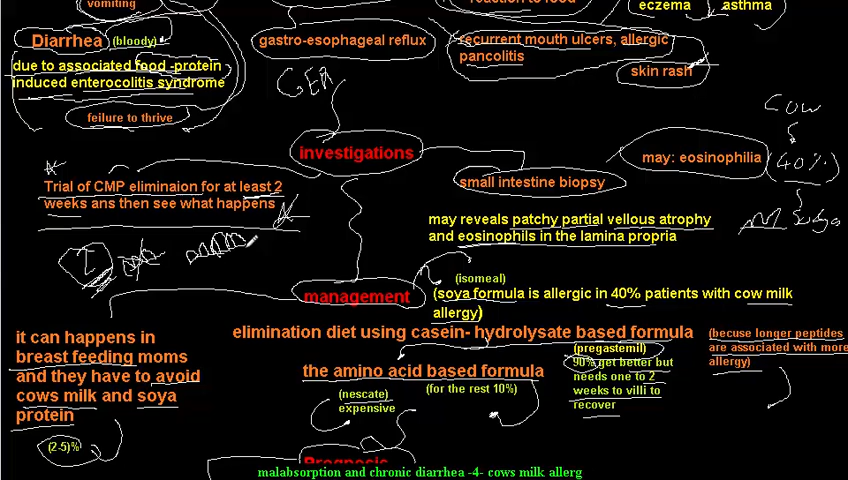 vomiting
reaction to food
eczema
asthma
Diarrhea (bloody)
gastro-esophageal reflux
recurrent mouth ulcers, allergic
pancolitis
due to associated food -protein
induced enterocolitis syndrome
skin rash
GER
feilure to thrive
Cow
investigations
may: eosinophilia
(40%)
Trial of CMP eliminaion for at least 2
weeks ans then see what happens
small intestine biopsy
may reveals patchy partial vellous atrophy
and eosinophils in the lamina propria
Soya
(isomeal)
management
(soya formula is allergic in 40% patients with cow milk
allergy)
it can happens in
breast feeding moms
and they have to avoid
cows milk and soya
protein
(2-5)%
elimination diet using casein- hydrolysate based formula
(becuse longer peptides
are associated with more
allergy)
(pregastemil)
90% get better but
needs one to 2
weeks to villi to
recover
the amino acid based formula
(nescate)
expensive
(for the rest 10%)
Prognosis
malabsorption and chronic diarrhea -4- cows milk allerg